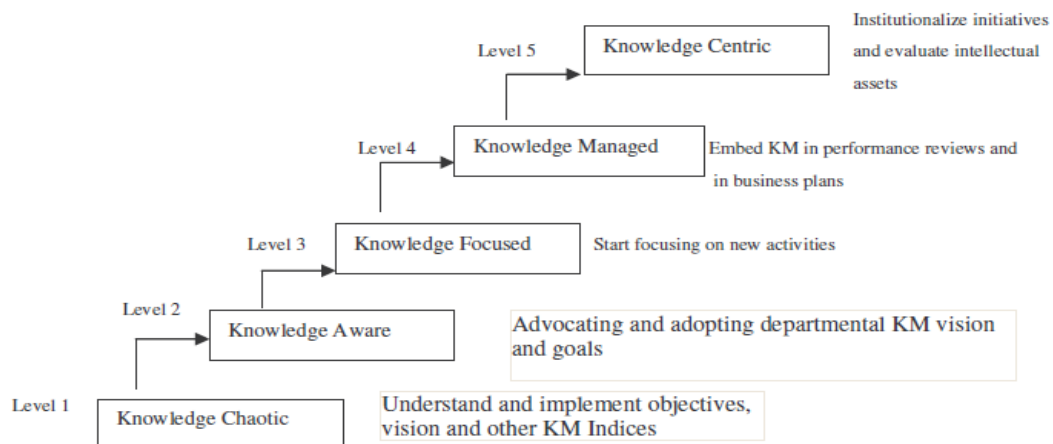 Level 5
Knowledge Centric
Institutionalize initiatives
and evaluate intellectual
assets
Level 4
Knowledge Managed
Embed KM in performance reviews and
in business plans
Level 3
Knowledge Focused
Start focusing on new activities
Level 2
Knowledge Aware
Advocating and adopting departmental KM vision
and goals
Level 1
Knowledge Chaotic
Understand and implement objectives,
vision and other KM Indices